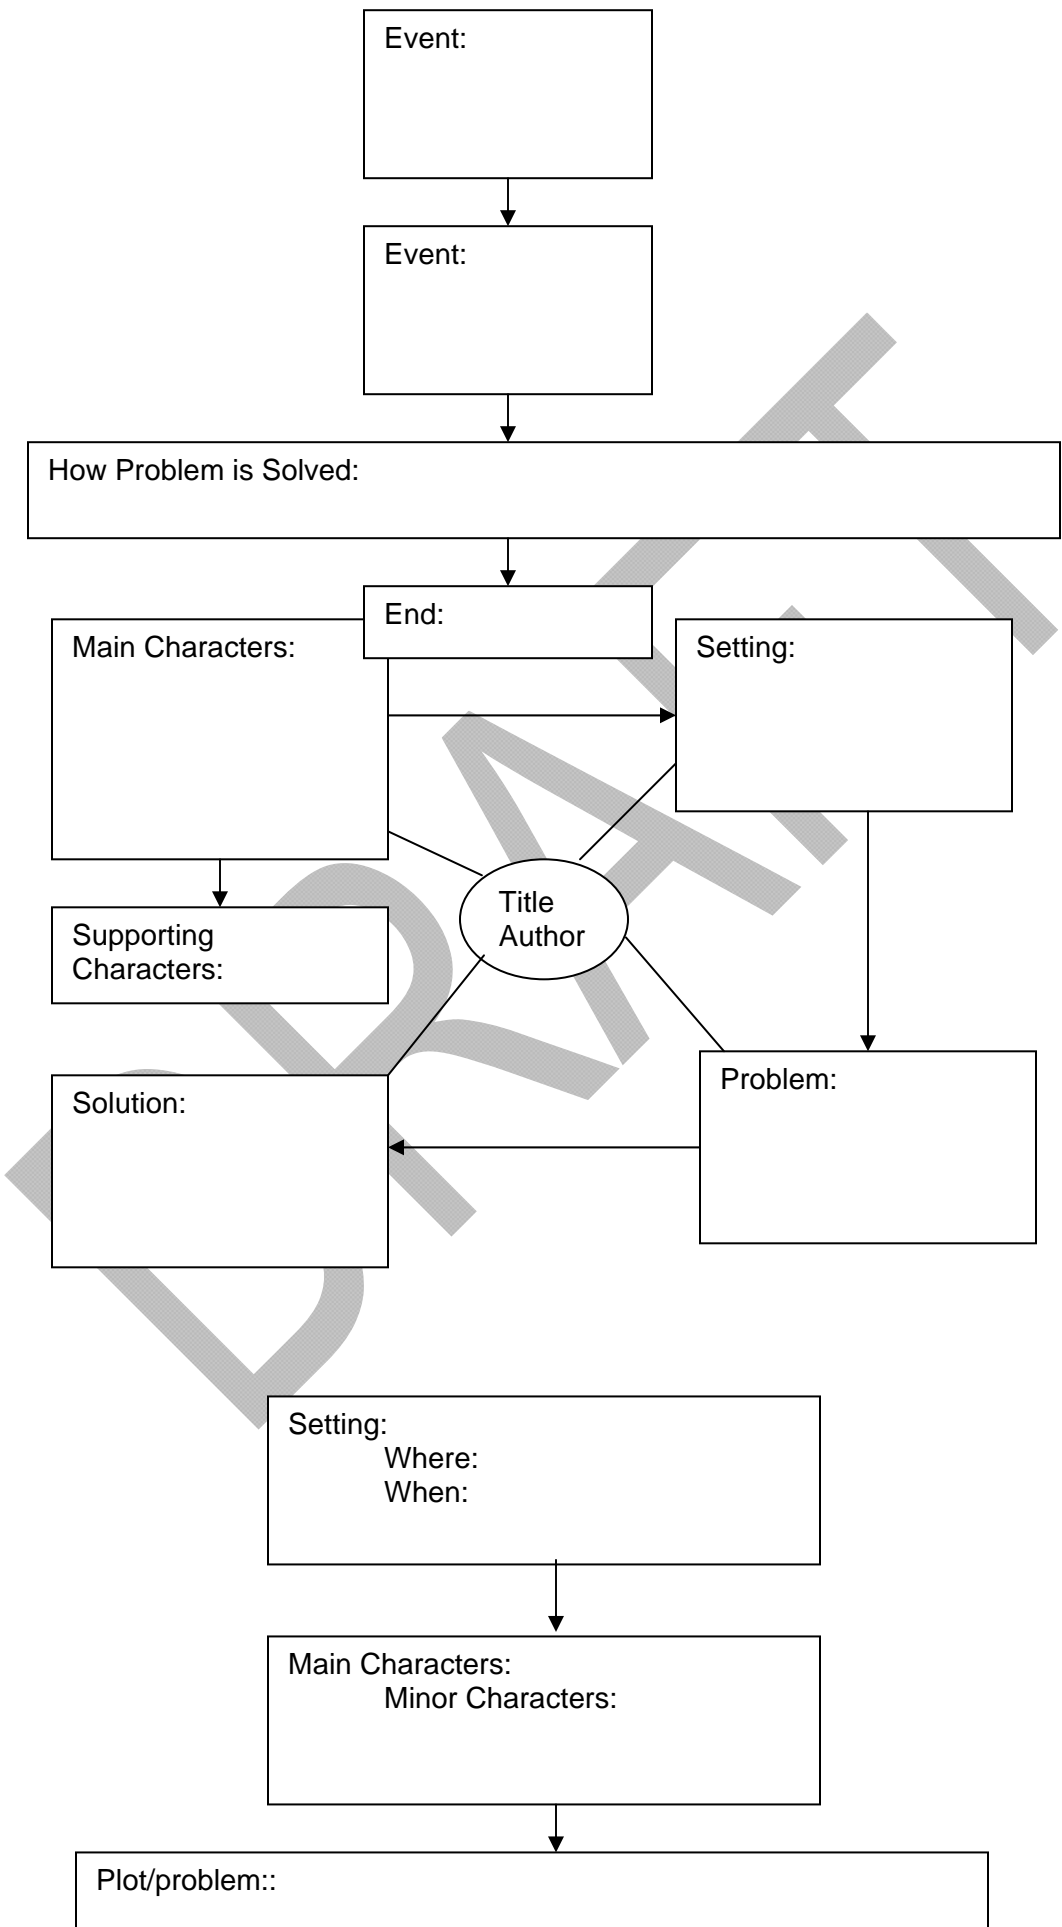 Event:
Event:
How Problem is Solved:
End:
Main Characters:
Setting:
Title
Author
Supporting
Characters:
Problem:
Solution:
Setting:
Where:
When:
Main Characters:
Minor Characters:
Plot/problem::
DRAFT